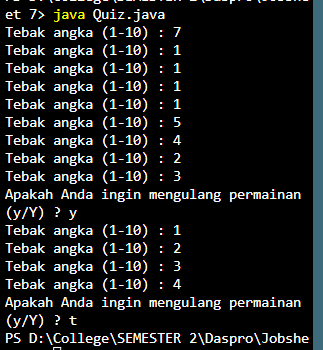 et 7> java Quiz.java
Tebak angka (1-10) : 7
Tebak angka (1-10) : 1
Tebak angka (1-10) : 1
Tebak angka (1-10) : 1
Tebak angka (1-10) : 1
Tebak angka (1-10) : 5
Tebak angka (1-10) : 4
Tebak angka (1-10) : 2
Tebak angka (1-10) : 3
Apakah Anda ingin mengulang permainan
(y/Y) ? y
Tebak angka (1-10) : 1
Tebak angka (1-10) : 2
Tebak angka (1-10) : 3
Tebak angka (1-10) : 4
Apakah Anda ingin mengulang permainan
(y/Y) ? t
PS D:\College\SEMESTER 2\Daspro\Jobshe